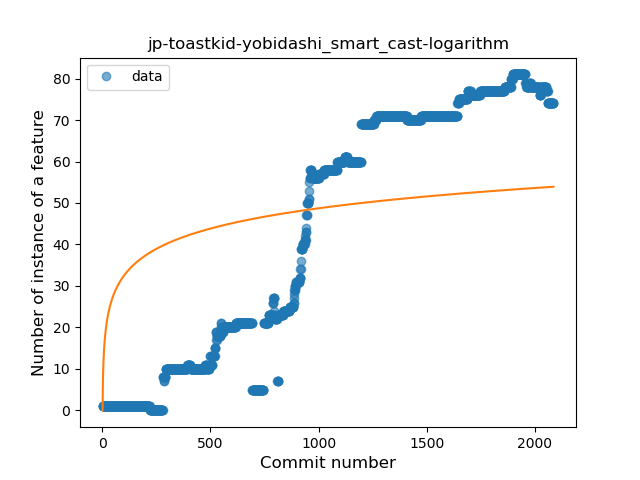 jp-toastkid-yobidashi_smart_cast-logarithm
data
Number of instance of a feature
80
70
60
50
40
30
20
10
0
0 500 1000 1500 2000
Commit number